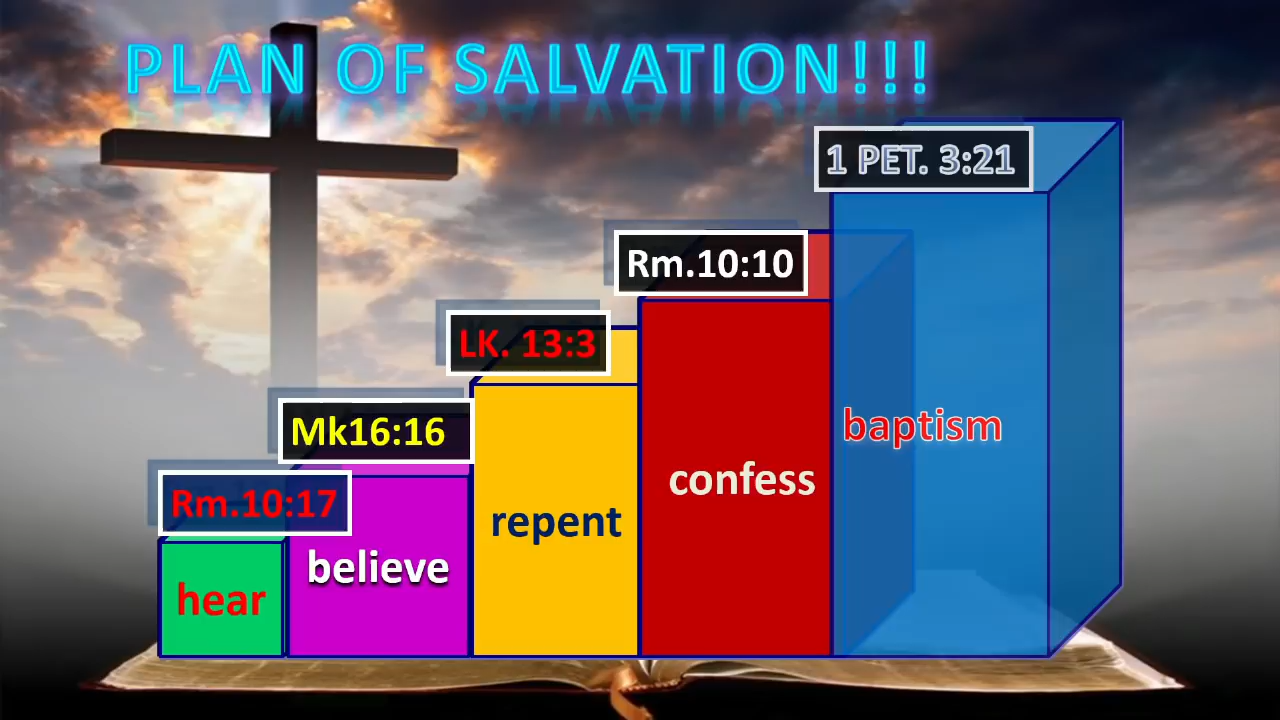 PLAN OF SALVATION!!!
Rm.10:17
hear
Mk16:16
believe
LK. 13:3
repent
Rm.10:10
confess
1 PET. 3:21
baptism